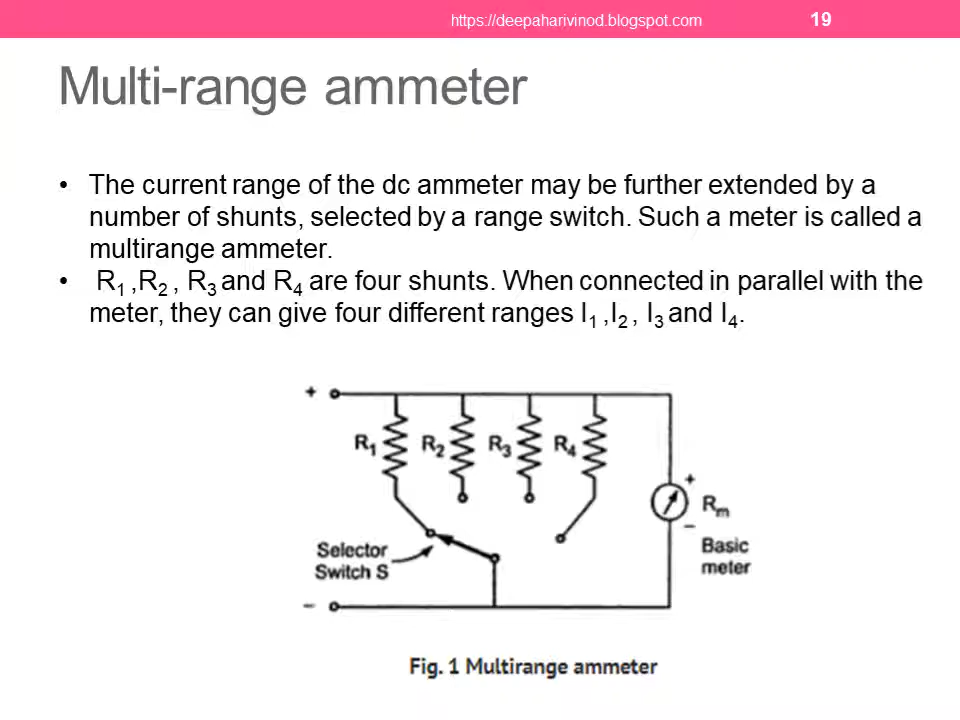 https://deepaharivinod.blogspot.com 19
Multi-range ammeter
• The current range of the dc ammeter may be further extended by a
number of shunts, selected by a range switch. Such a meter is called a
multirange ammeter.
• R₁ ,R₂ , R₃ and R₄ are four shunts. When connected in parallel with the
meter, they can give four different ranges I₁ ,I₂ , I₃ and I₄.
+
R₁ R₂ R₃ R₄
+
Rₘ
−
Basic
meter
Selector
Switch S
−
Fig. 1 Multirange ammeter